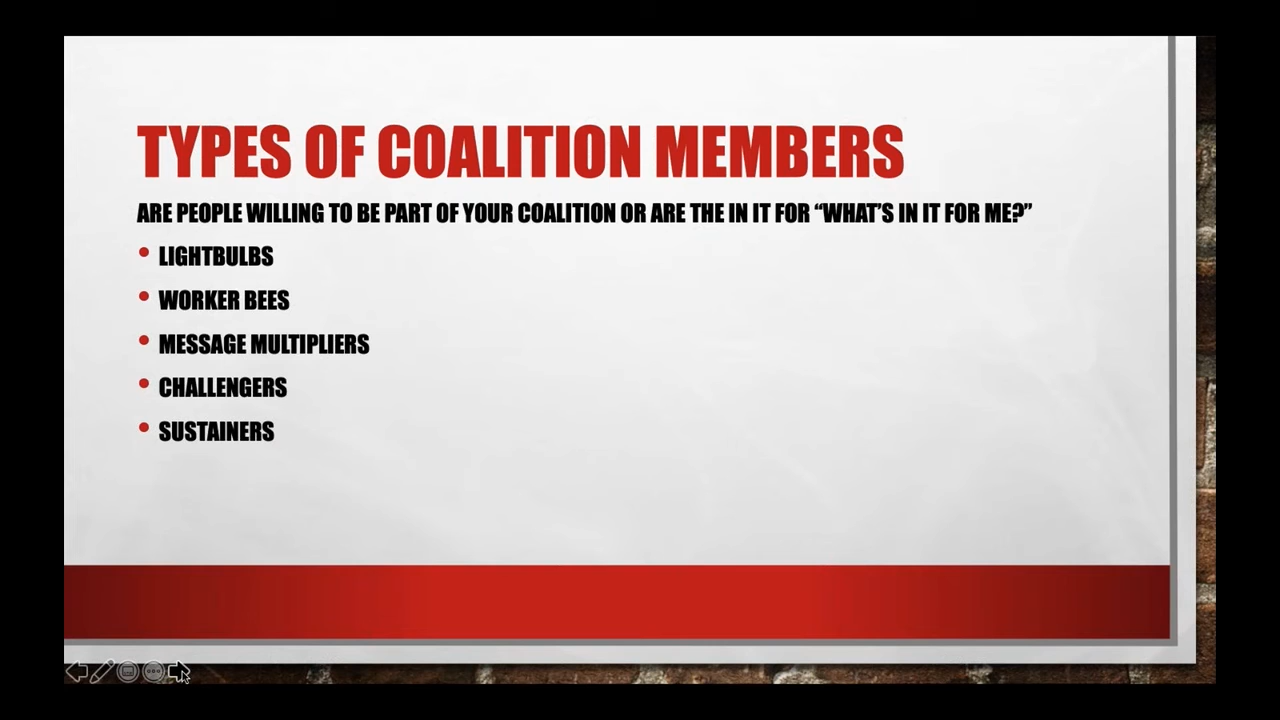 TYPES OF COALITION MEMBERS
ARE PEOPLE WILLING TO BE PART OF YOUR COALITION OR ARE THE IN IT FOR “WHAT’S IN IT FOR ME?”
• LIGHTBULBS
• WORKER BEES
• MESSAGE MULTIPLIERS
• CHALLENGERS
• SUSTAINERS